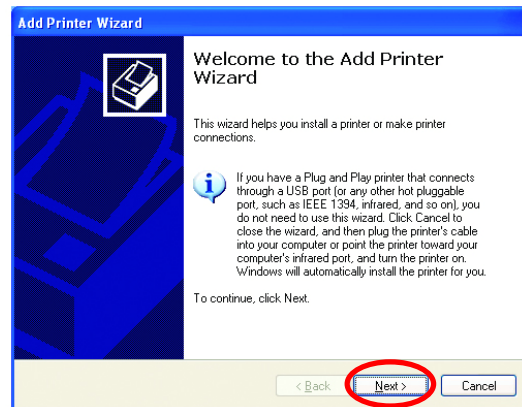 Add Printer Wizard
Welcome to the Add Printer
Wizard
This wizard helps you install a printer or make printer
connections.
If you have a Plug and Play printer that connects
through a USB port (or any other hot pluggable
port, such as IEEE 1394, infrared, and so on), you
do not need to use this wizard. Click Cancel to
close the wizard, and then plug the printer's cable
into your computer or point the printer toward your
computer's infrared port, and turn the printer on.
Windows will automatically install the printer for you.
To continue, click Next.
< Back Next > Cancel